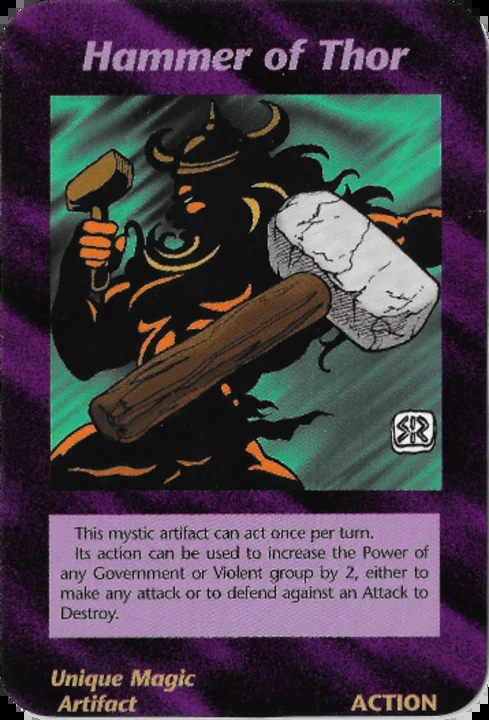 Hammer of Thor
SR
This mystic artifact can act once per turn.
Its action can be used to increase the Power of
any Government or Violent group by 2, either to
make any attack or to defend against an Attack to
Destroy.
Unique Magic
Artifact
ACTION